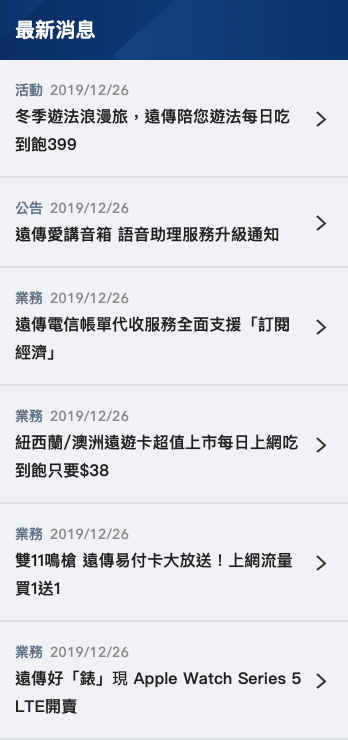 最新消息
活動 2019/12/26
冬季遊法浪漫旅，遠傳陪您遊法每日吃
到飽399
公告 2019/12/26
遠傳愛講音箱 語音助理服務升級通知
業務 2019/12/26
遠傳電信帳單代收服務全面支援「訂閱
經濟」
業務 2019/12/26
紐西蘭/澳洲遠遊卡超值上市每日上網吃
到飽只要$38
業務 2019/12/26
雙11鳴槍 遠傳易付卡大放送！上網流量
買1送1
業務 2019/12/26
遠傳好「錶」現 Apple Watch Series 5
LTE開賣